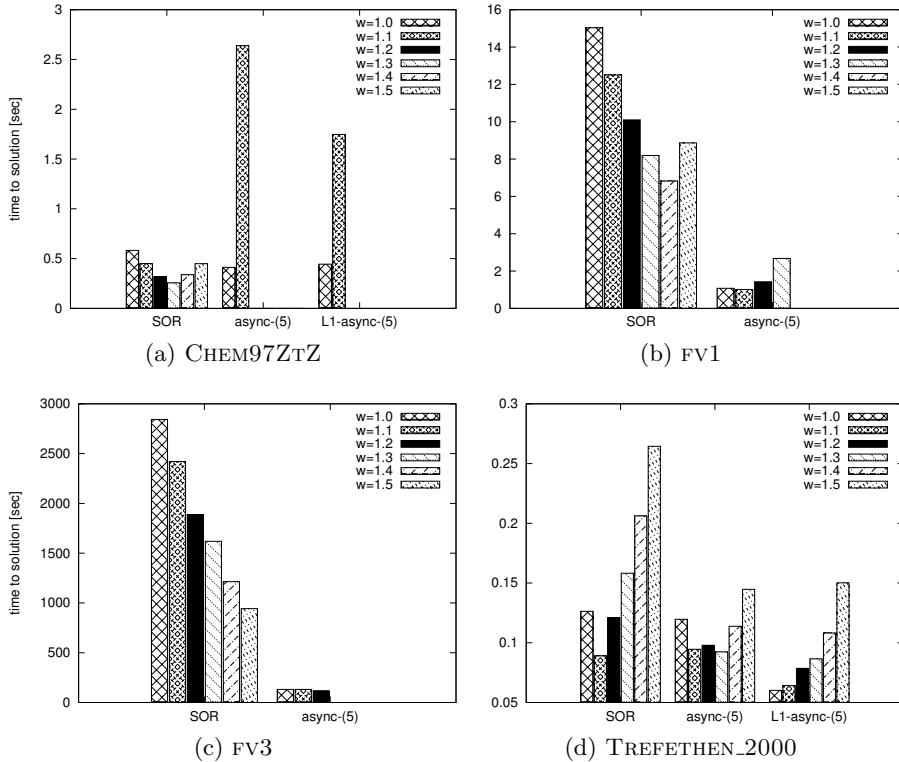 time to solution [sec]
3
2.5
2
1.5
1
0.5
0
w=1.0
w=1.1
w=1.2
w=1.3
w=1.4
w=1.5
SOR async-(5) L1-async-(5)
(a) CHEM97ZTZ
16
14
12
10
8
6
4
2
0
w=1.0
w=1.1
w=1.2
w=1.3
w=1.4
w=1.5
SOR async-(5)
(b) FV1
time to solution [sec]
3000
2500
2000
1500
1000
500
0
w=1.0
w=1.1
w=1.2
w=1.3
w=1.4
w=1.5
SOR async-(5)
(c) FV3
0.3
0.25
0.2
0.15
0.1
0.05
w=1.0
w=1.1
w=1.2
w=1.3
w=1.4
w=1.5
SOR async-(5) L1-async-(5)
(d) TREFETHEN_2000